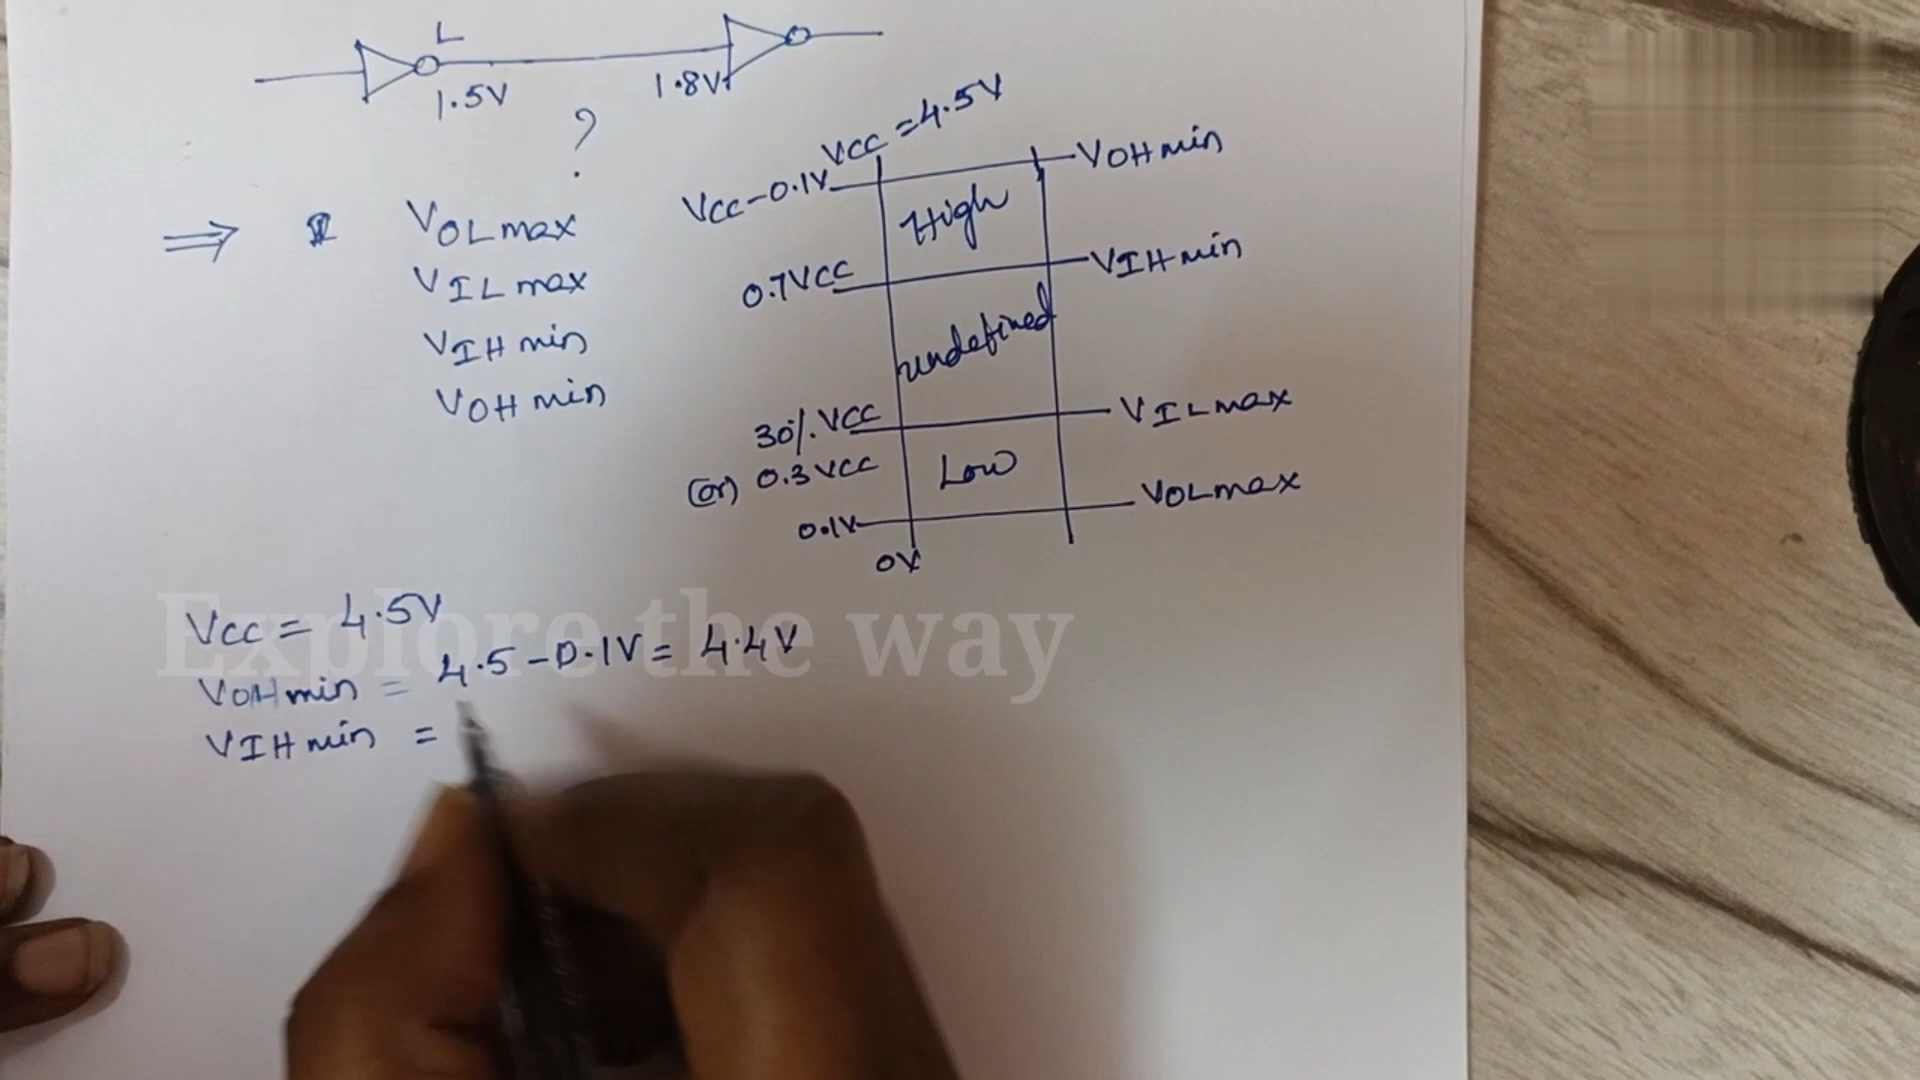 L
1.5V
1.8V
?
VOLmax
VILmax
VIHmin
VOHmin
VCC = 4.5V
VCC-0.1V
VOHmin
High
0.7VCC
VIHmin
undefined
30%.VCC
VILmax
(or) 0.3VCC
Low
0.1V
VOLmax
0V
Explore the way
VCC = 4.5V
VOHmin = 4.5-0.1V = 4.4V
VIHmin =